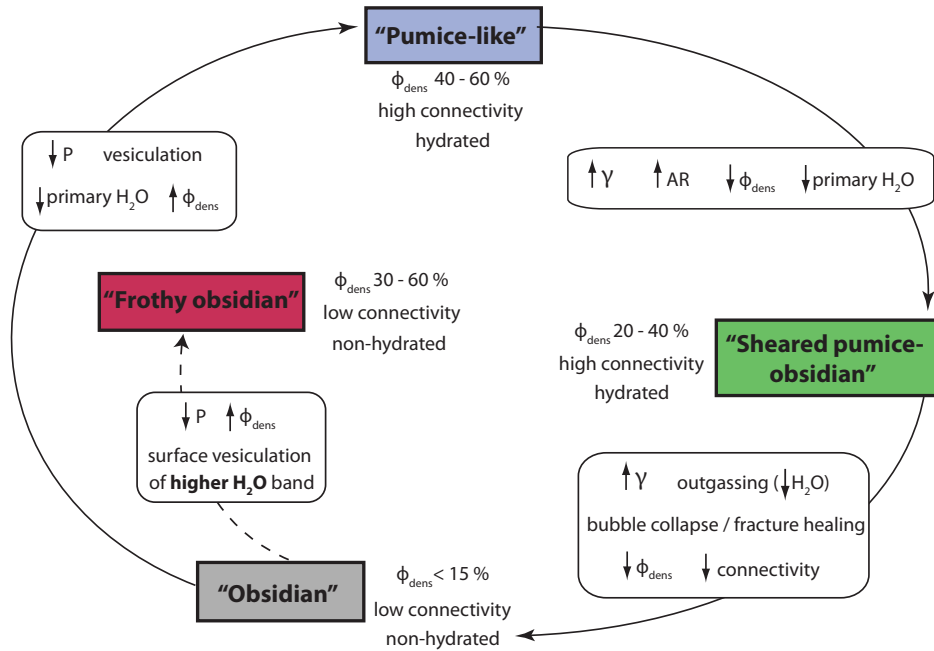 “Pumice-like”
ϕdens 40 - 60 %
high connectivity
hydrated
↓ P vesiculation
↓ primary H2O ↑ ϕdens
↑ γ ↑ AR ↓ ϕdens ↓ primary H2O
“Frothy obsidian”
ϕdens 30 - 60 %
low connectivity
non-hydrated
ϕdens 20 - 40 %
high connectivity
hydrated
“Sheared pumice-
obsidian”
↓ P ↑ ϕdens
surface vesiculation
of higher H2O band
↑ γ outgassing (↓H2O)
bubble collapse / fracture healing
↓ ϕdens ↓ connectivity
“Obsidian”
ϕdens < 15 %
low connectivity
non-hydrated